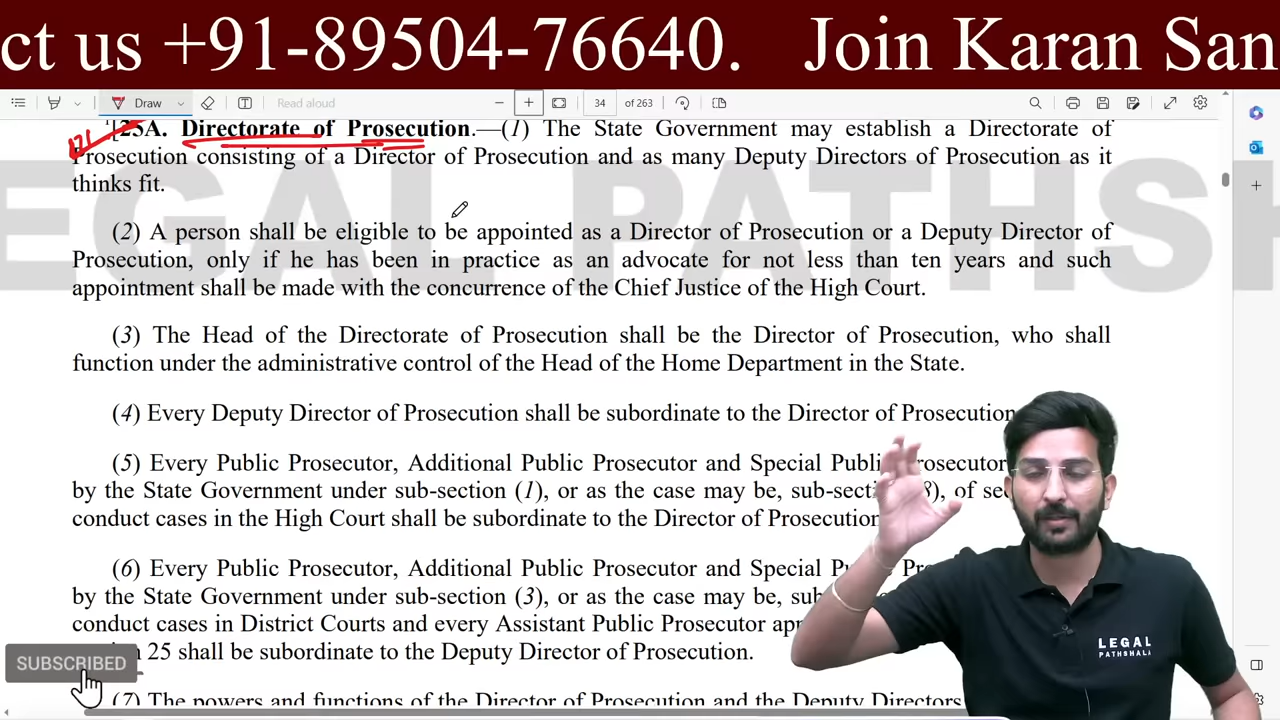 ct us +91-89504-76640. Join Karan San
Draw
Read aloud
34 of 263
[25A. Directorate of Prosecution.—(1) The State Government may establish a Directorate of
Prosecution consisting of a Director of Prosecution and as many Deputy Directors of Prosecution as it
thinks fit.
(2) A person shall be eligible to be appointed as a Director of Prosecution or a Deputy Director of
Prosecution, only if he has been in practice as an advocate for not less than ten years and such
appointment shall be made with the concurrence of the Chief Justice of the High Court.
(3) The Head of the Directorate of Prosecution shall be the Director of Prosecution, who shall
function under the administrative control of the Head of the Home Department in the State.
(4) Every Deputy Director of Prosecution shall be subordinate to the Director of Prosecution
(5) Every Public Prosecutor, Additional Public Prosecutor and Special Public Prosecutor
by the State Government under sub-section (1), or as the case may be, sub-section (8), of
conduct cases in the High Court shall be subordinate to the Director of Prosecution
(6) Every Public Prosecutor, Additional Public Prosecutor and Special
by the State Government under sub-section (3), or as the case may be,
conduct cases in District Courts and every Assistant Public Prosecutor
25 shall be subordinate to the Deputy Director of Prosecution.
(7) The powers and functions of the Director of Prosecution and the Deputy Directors
EGAL PATHSH
LEGAL
PATHSHALA
SUBSCRIBED